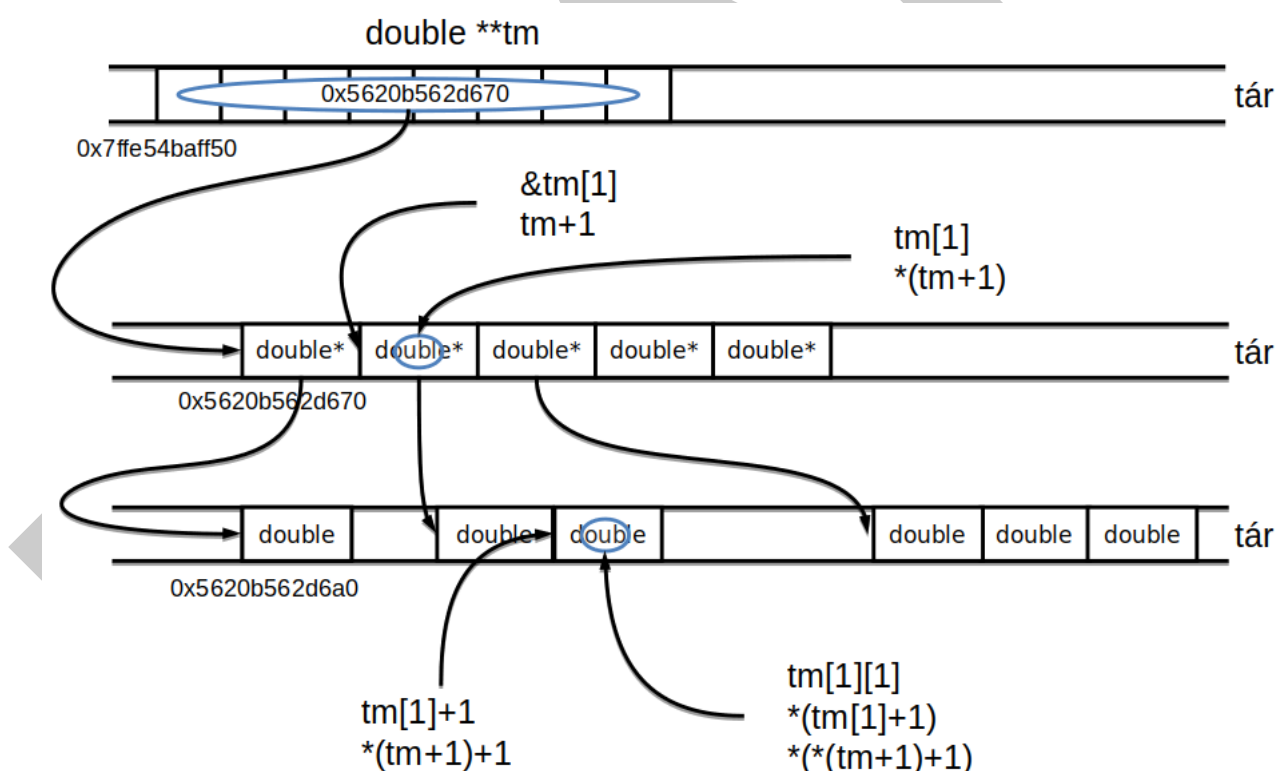 double **tm
0x5620b562d670
tár
0x7ffe54baff50
&tm[1]
tm+1
tm[1]
*(tm+1)
double* double* double* double* double*
tár
0x5620b562d670
double double double double double double
tár
0x5620b562d6a0
tm[1]+1
*(tm+1)+1
tm[1][1]
*(tm[1]+1)
*(*(tm+1)+1)